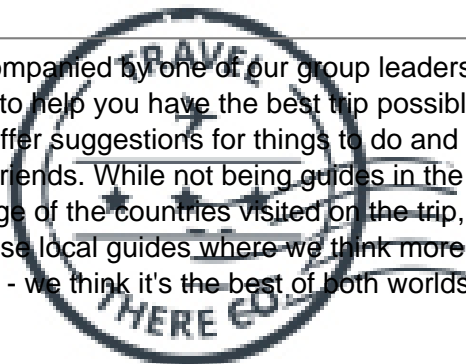 ompanied by one of our group leaders
to help you have the best trip possibl
ffer suggestions for things to do and
riends. While not being guides in the
ge of the countries visited on the trip,
se local guides where we think more
- we think it's the best of both worlds
TRAVEL
THERE CO.